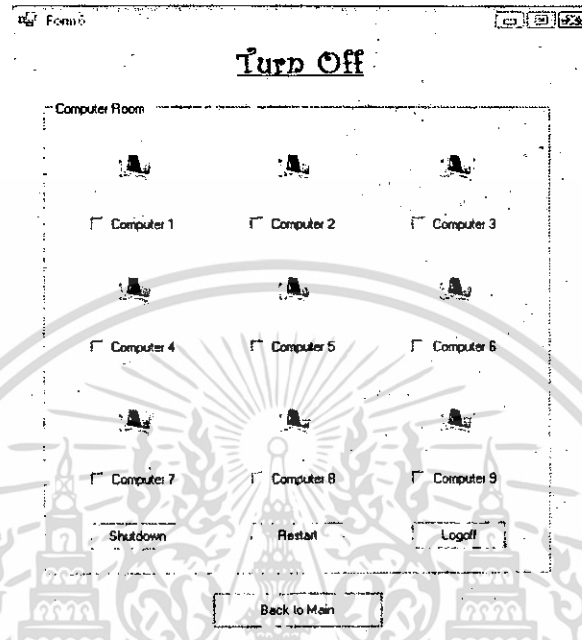 Form6
Turn Off
Computer Room
Computer 1 Computer 2 Computer 3
Computer 4 Computer 5 Computer 6
Computer 7 Computer 8 Computer 9
Shutdown Restart Logoff
Back to Main